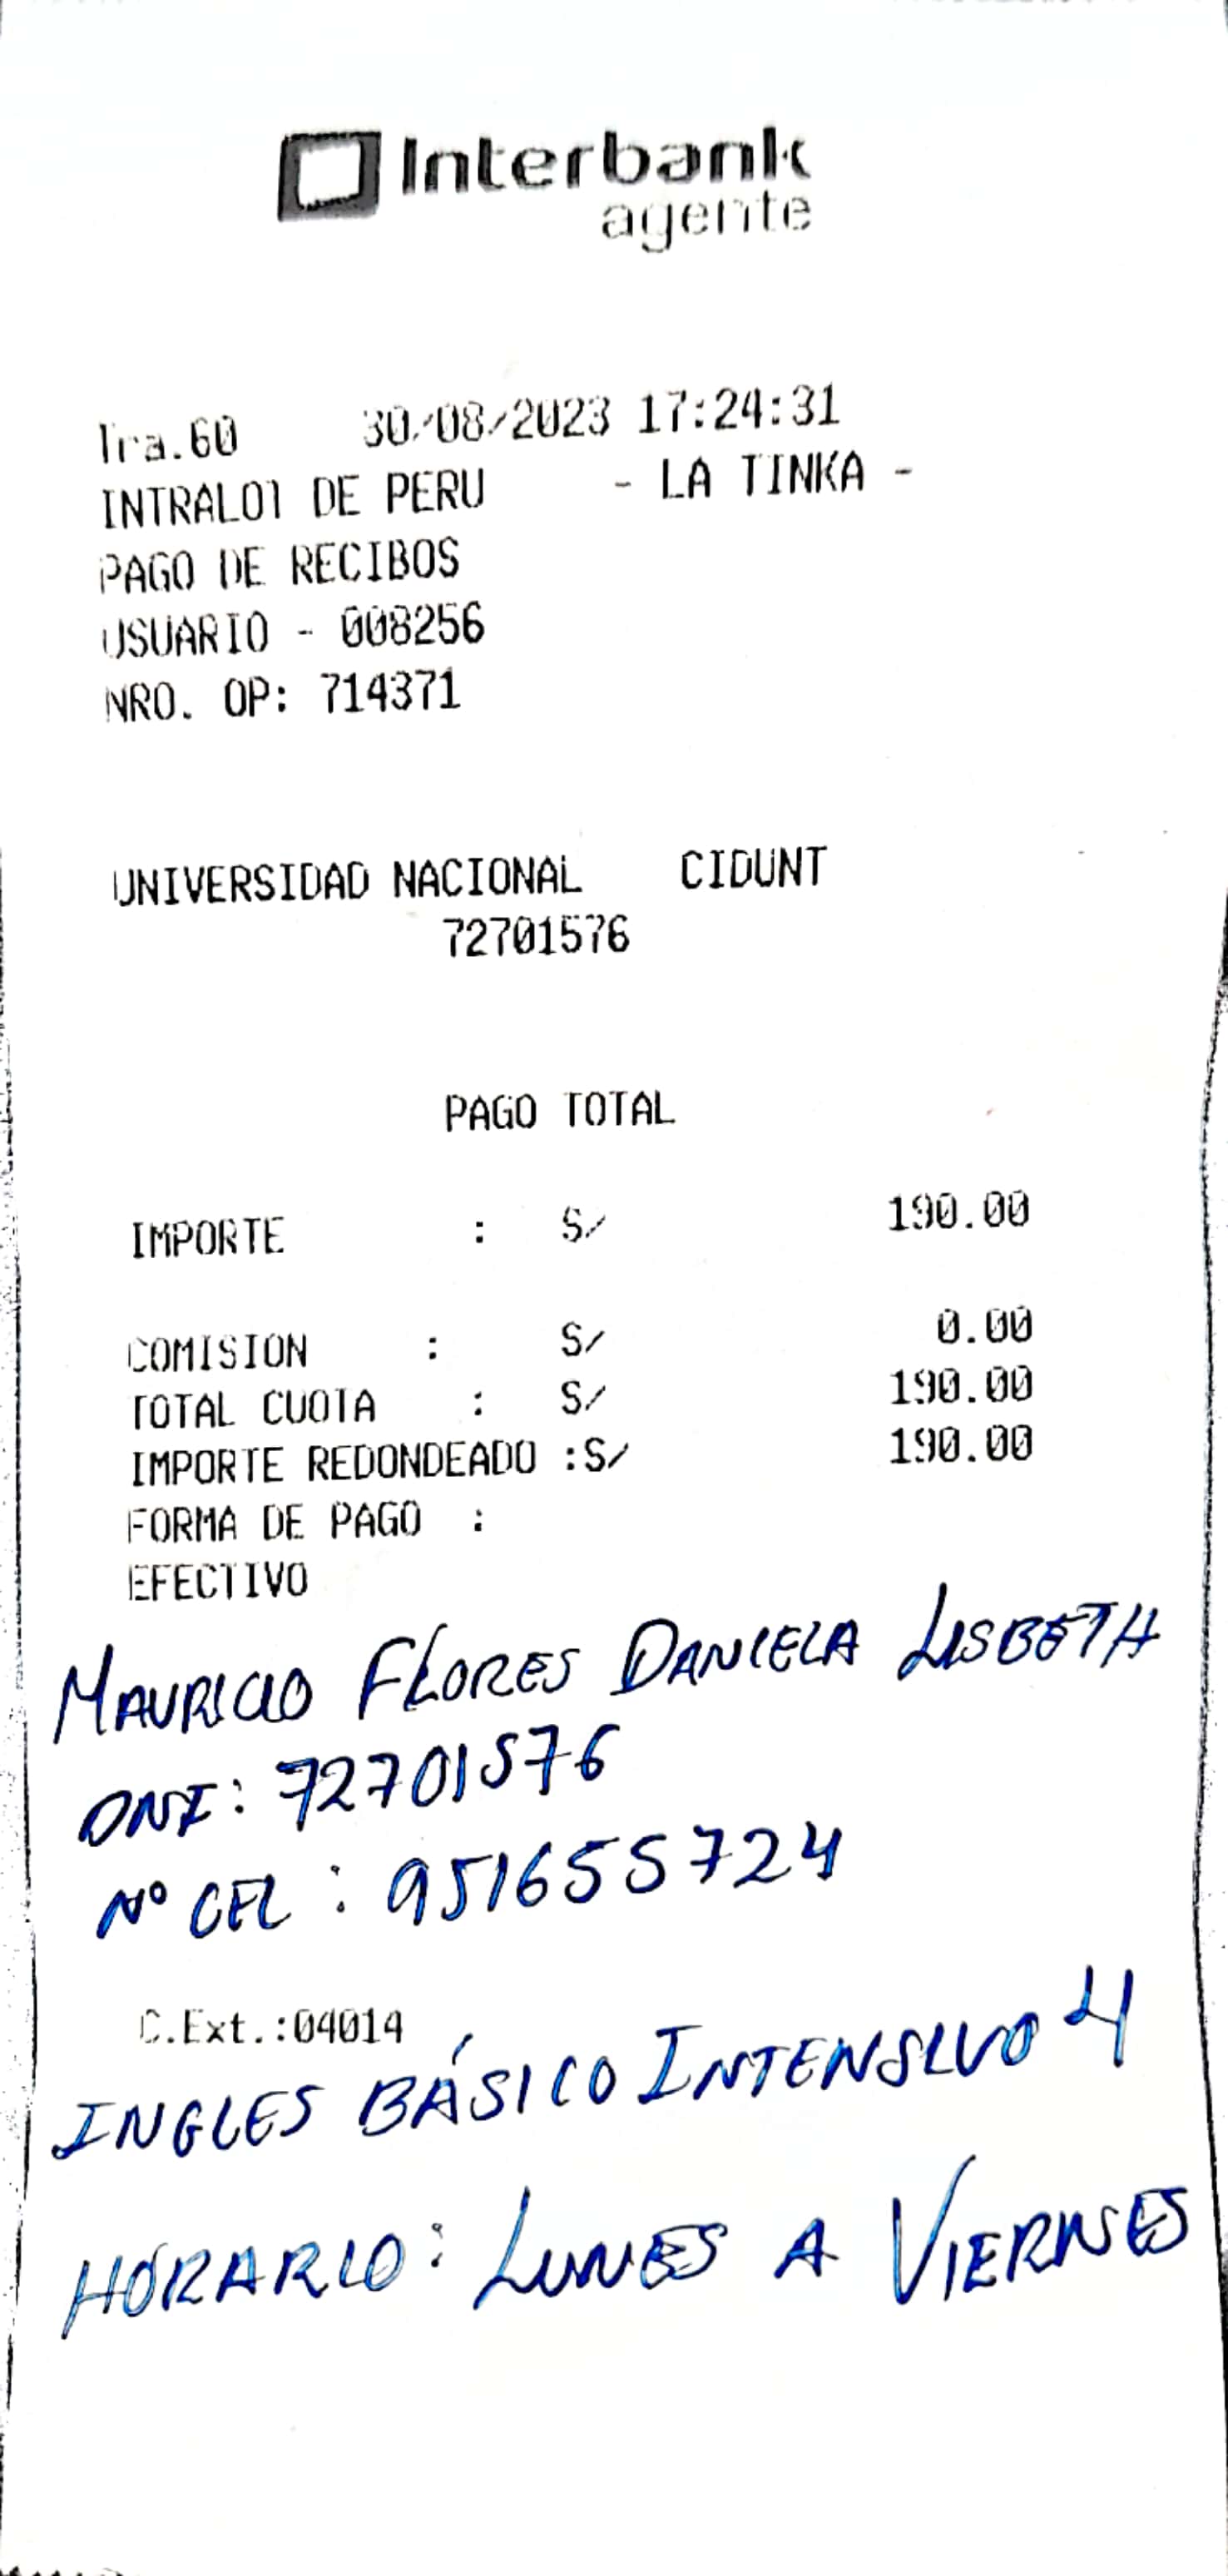 Interbank
agente
Tra.60 30/08/2023 17:24:31
INTRALOT DE PERU - LA TINKA -
PAGO DE RECIBOS
USUARIO - 008256
NRO. OP: 714371
UNIVERSIDAD NACIONAL CIDUNT
72701576
PAGO TOTAL
IMPORTE : S/ 190.00
COMISION : S/ 0.00
TOTAL CUOTA : S/ 190.00
IMPORTE REDONDEADO :S/ 190.00
FORMA DE PAGO :
EFECTIVO
MAURICIO FLORES DANIELA LISBETH
DNI: 72701576
N° CEL : 951655724
C.Ext.:04014
INGLES BÁSICO INTENSIVO 4
HORARIO: LUNES A VIERNES